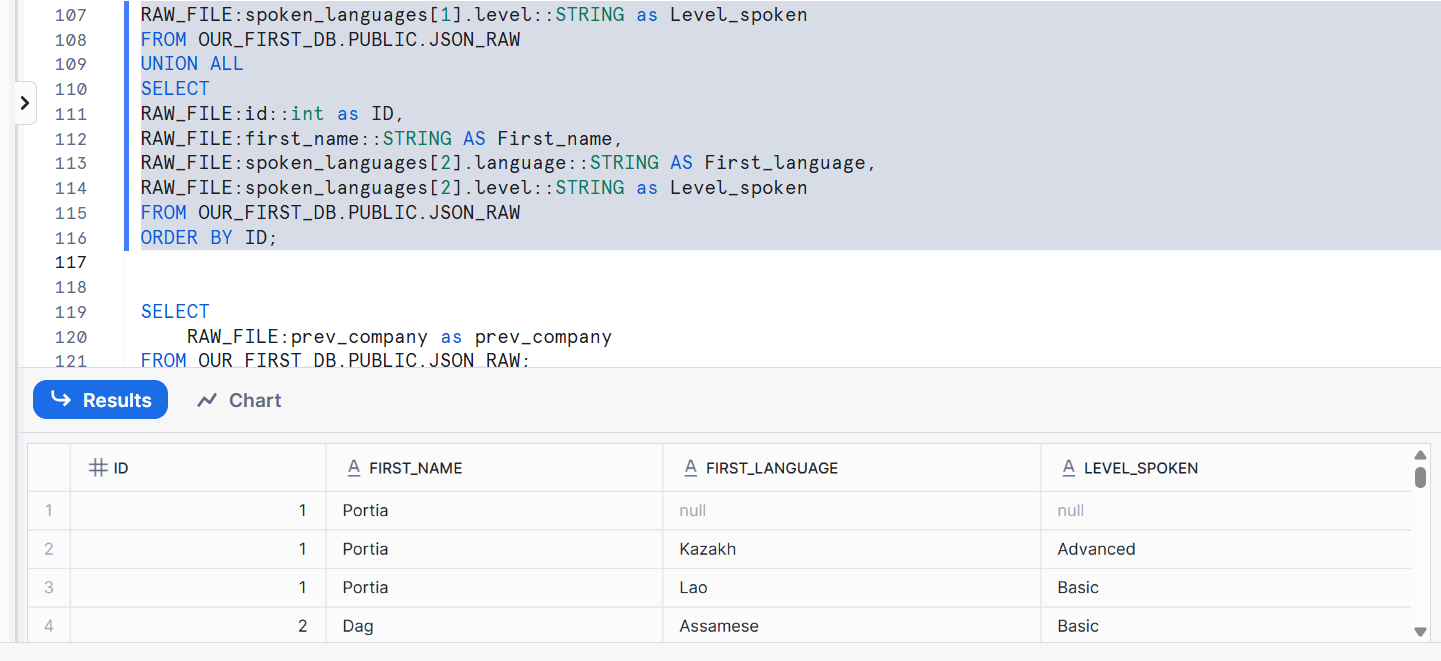 107 RAW_FILE:spoken_languages[1].level::STRING as Level_spoken
108 FROM OUR_FIRST_DB.PUBLIC.JSON_RAW
109 UNION ALL
110 SELECT
111 RAW_FILE:id::int as ID,
112 RAW_FILE:first_name::STRING AS First_name,
113 RAW_FILE:spoken_languages[2].language::STRING AS First_language,
114 RAW_FILE:spoken_languages[2].level::STRING as Level_spoken
115 FROM OUR_FIRST_DB.PUBLIC.JSON_RAW
116 ORDER BY ID;
117
118
119 SELECT
120 RAW_FILE:prev_company as prev_company
121 FROM OUR_FIRST_DB.PUBLIC.JSON_RAW;
Results Chart
# ID A FIRST_NAME A FIRST_LANGUAGE A LEVEL_SPOKEN
1 1 Portia null null
2 1 Portia Kazakh Advanced
3 1 Portia Lao Basic
4 2 Dag Assamese Basic